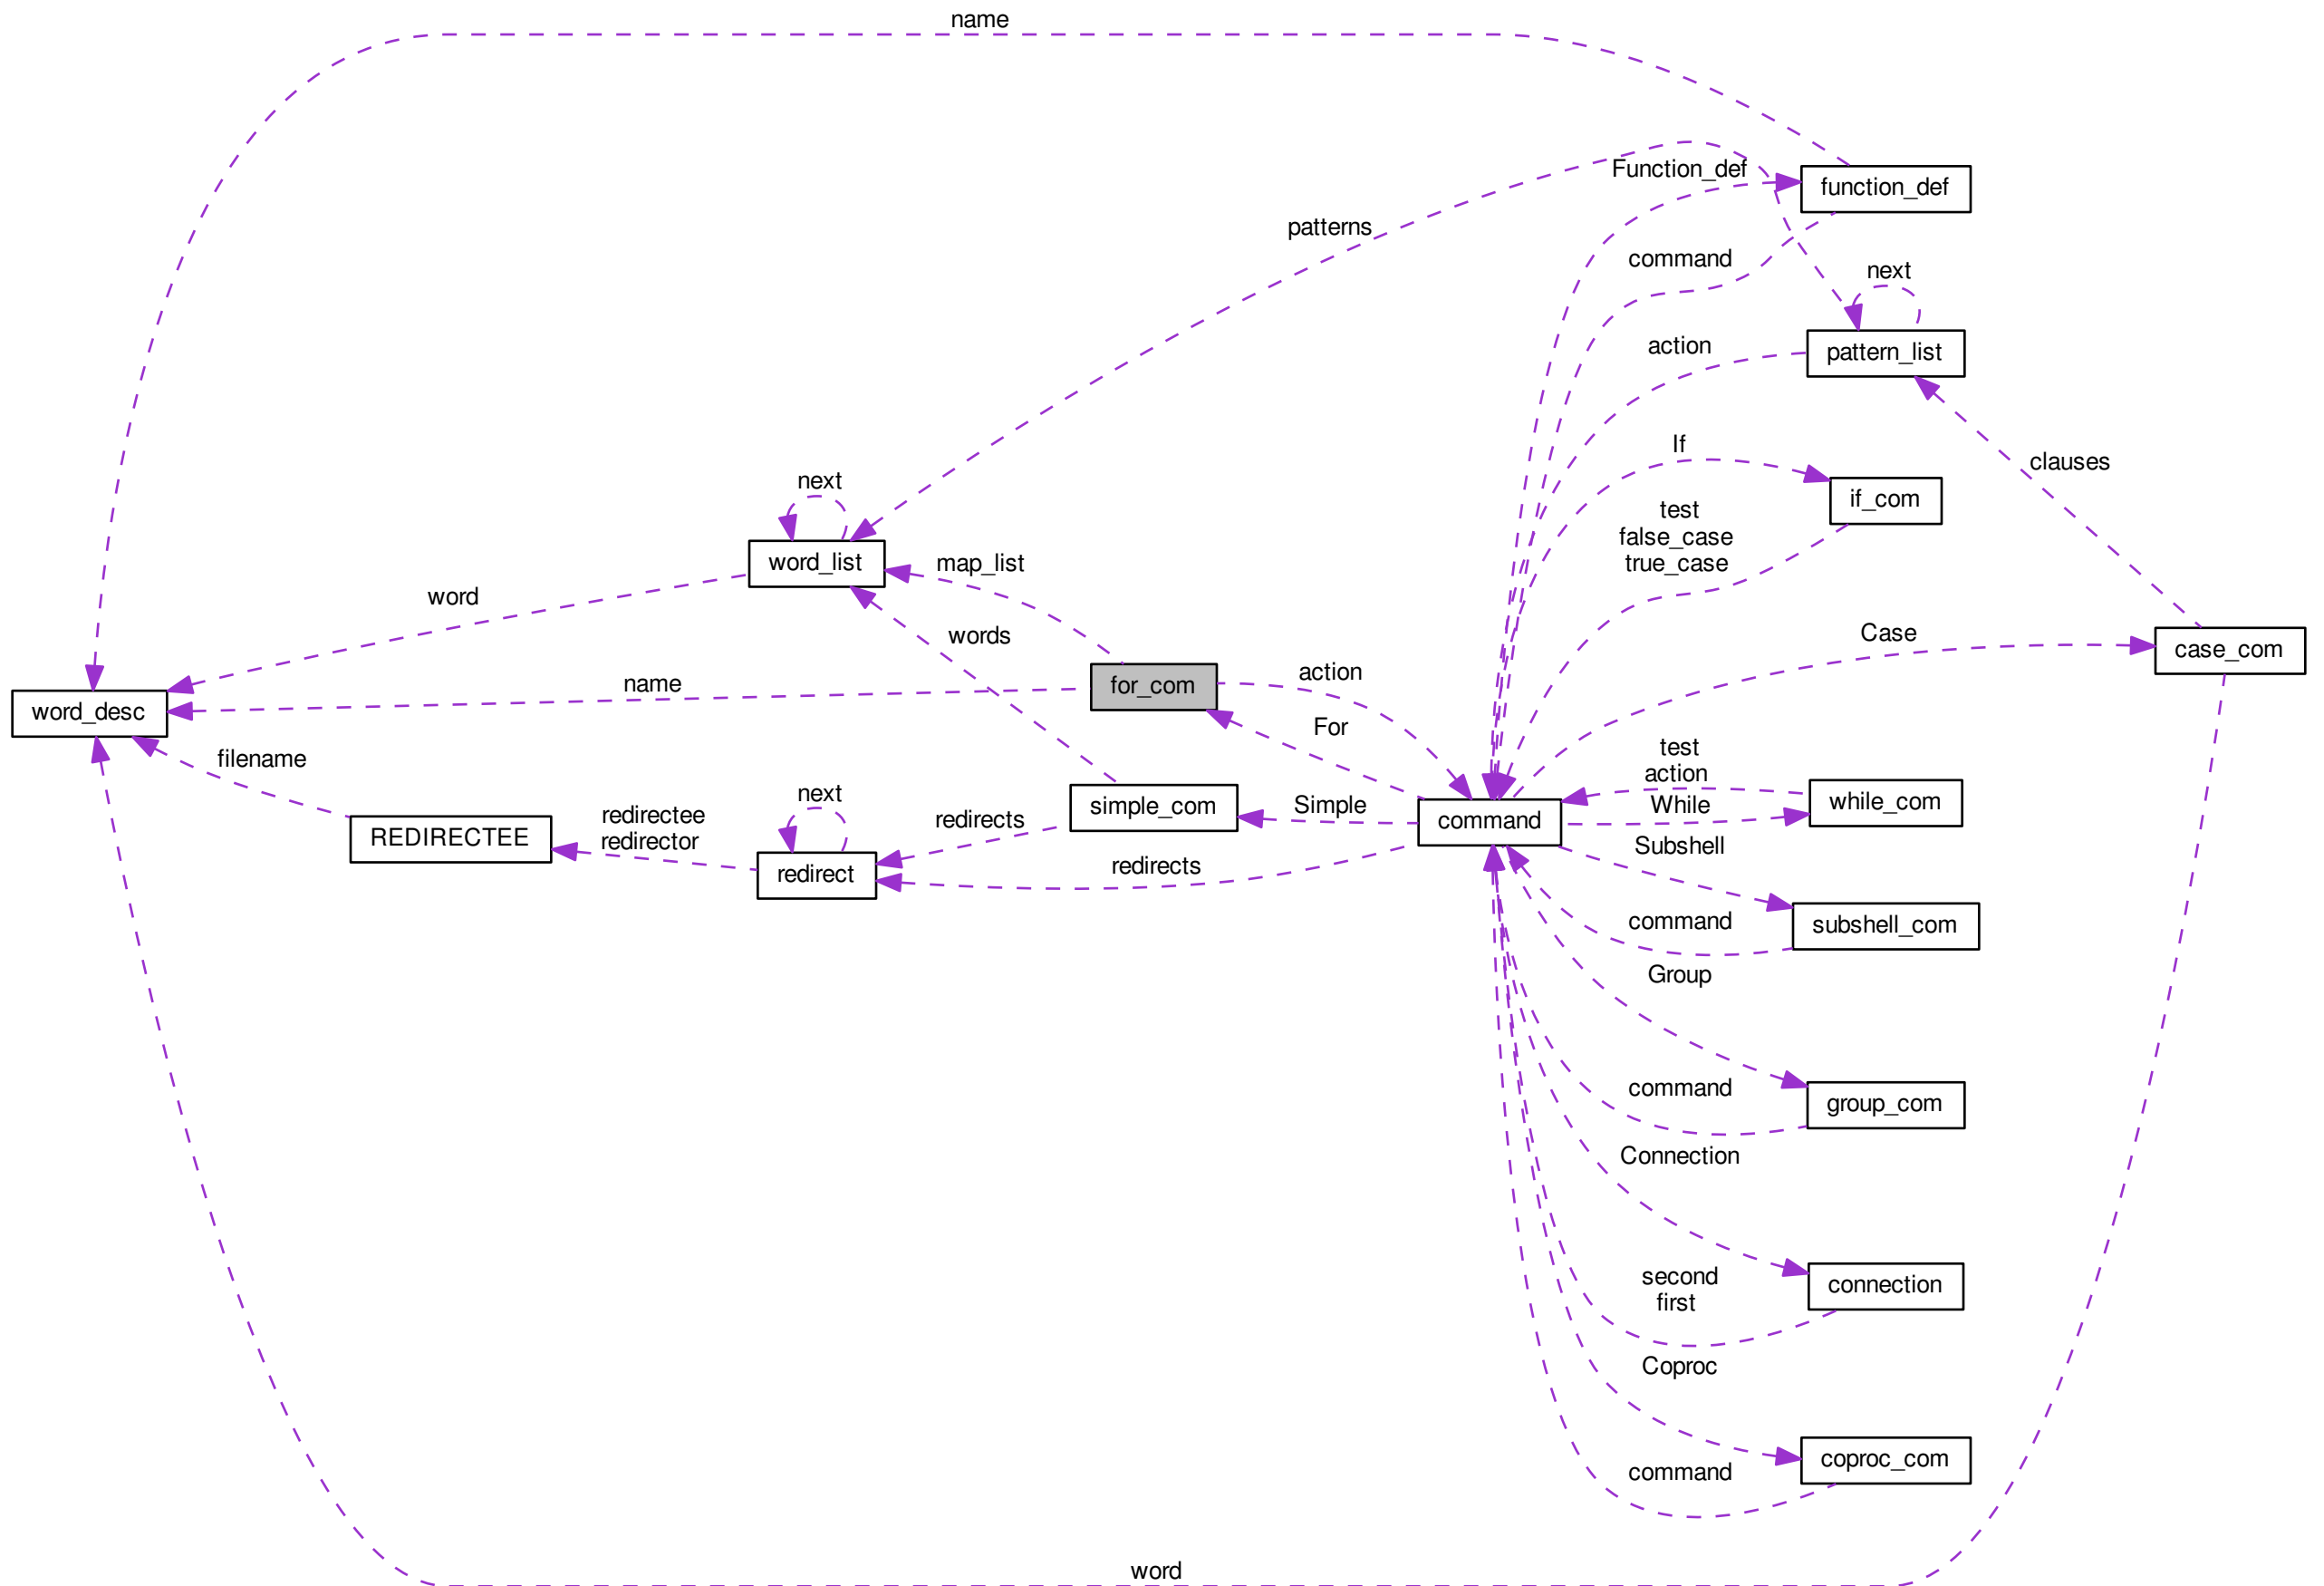 name
Function_def
function_def
patterns
command
next
pattern_list
action
If
clauses
next
if_com
test
false_case
true_case
word_list
map_list
word
words
Case
case_com
action
for_com
name
word_desc
For
test
action
filename
next
Simple
While
while_com
simple_com
redirectee
redirector
redirects
command
REDIRECTEE
Subshell
redirects
redirect
command
subshell_com
Group
command
group_com
Connection
second
first
connection
Coproc
command
coproc_com
word